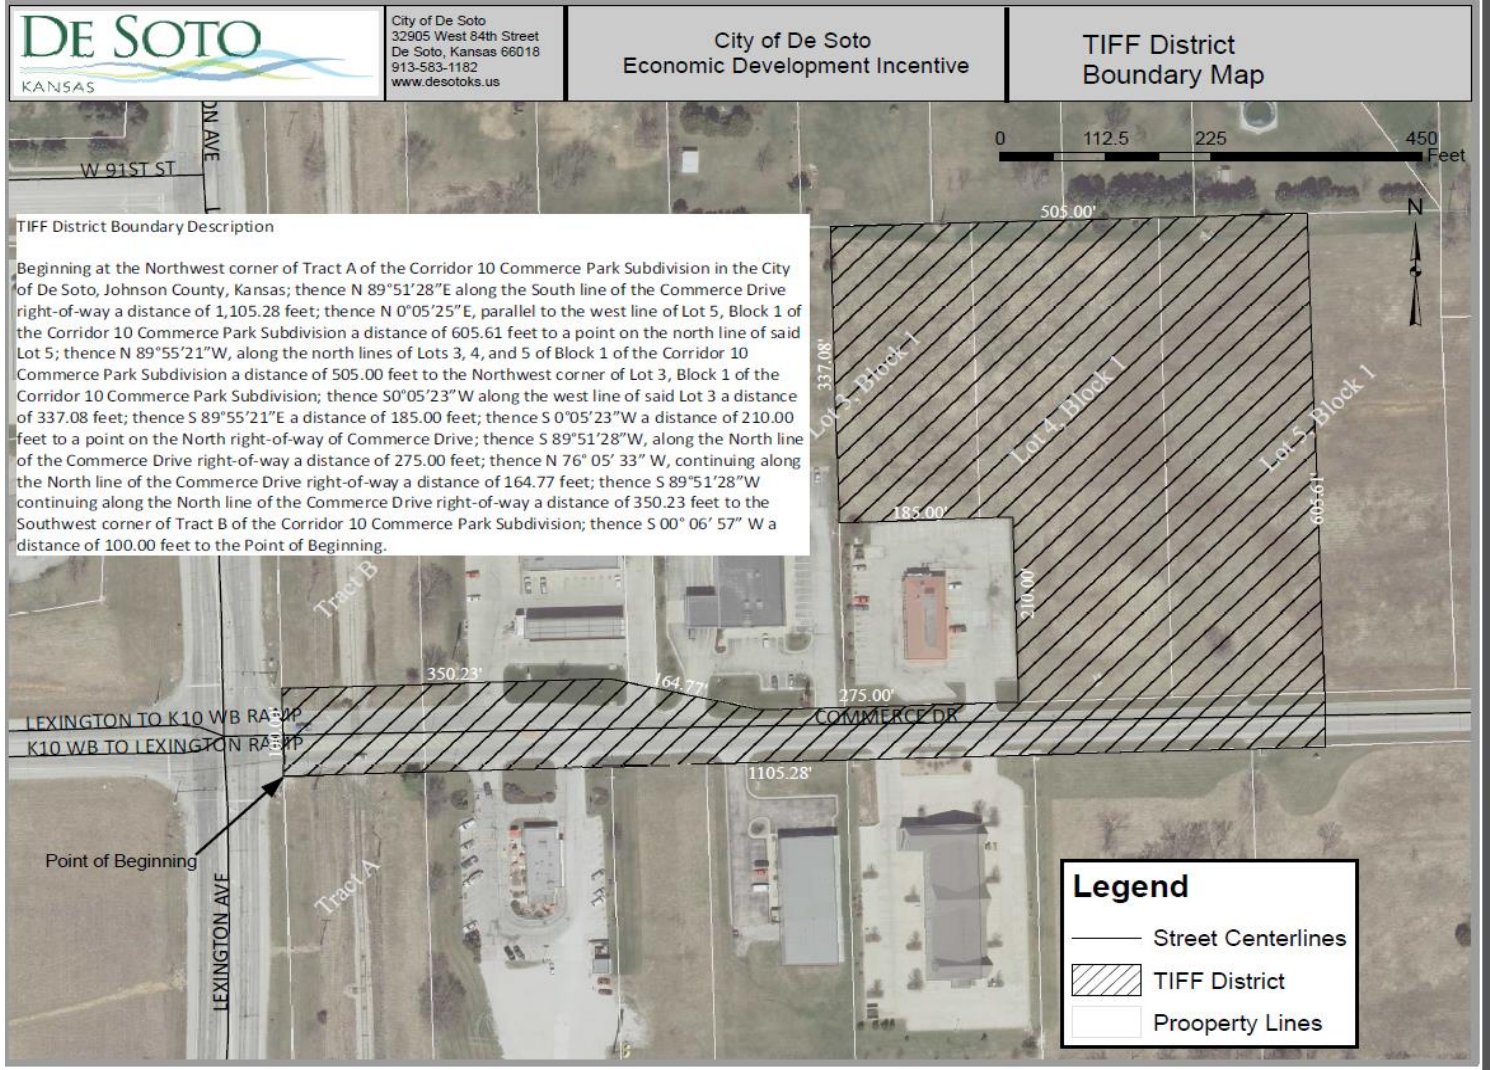 DE SOTO
KANSAS
City of De Soto
32905 West 84th Street
De Soto, Kansas 66018
913-583-1182
www.desotoks.us
City of De Soto
Economic Development Incentive
TIFF District
Boundary Map
0 112.5 225 450
Feet
W 91ST ST
ON AVE
N
TIFF District Boundary Description
Beginning at the Northwest corner of Tract A of the Corridor 10 Commerce Park Subdivision in the City
of De Soto, Johnson County, Kansas; thence N 89°51'28"E along the South line of the Commerce Drive
right-of-way a distance of 1,105.28 feet; thence N 0°05'25"E, parallel to the west line of Lot 5, Block 1 of
the Corridor 10 Commerce Park Subdivision a distance of 605.61 feet to a point on the north line of said
Lot 5; thence N 89°55'21"W, along the north lines of Lots 3, 4, and 5 of Block 1 of the Corridor 10
Commerce Park Subdivision a distance of 505.00 feet to the Northwest corner of Lot 3, Block 1 of the
Corridor 10 Commerce Park Subdivision; thence S0°05'23"W along the west line of said Lot 3 a distance
of 337.08 feet; thence S 89°55'21"E a distance of 185.00 feet; thence S 0°05'23"W a distance of 210.00
feet to a point on the North right-of-way of Commerce Drive; thence S 89°51'28"W, along the North line
of the Commerce Drive right-of-way a distance of 275.00 feet; thence N 76° 05' 33" W, continuing along
the North line of the Commerce Drive right-of-way a distance of 164.77 feet; thence S 89°51'28"W
continuing along the North line of the Commerce Drive right-of-way a distance of 350.23 feet to the
Southwest corner of Tract B of the Corridor 10 Commerce Park Subdivision; thence S 00° 06' 57" W a
distance of 100.00 feet to the Point of Beginning.
505.00'
337.08'
Lot 3, Block 1
Lot 4, Block 1
Lot 5, Block 1
605.61'
185.00'
210.00'
Tract B
350.23'
164.77'
275.00'
COMMERCE DR
LEXINGTON TO K10 WB RAMP
K10 WB TO LEXINGTON RAMP
100.00'
1105.28'
Point of Beginning
Tract A
LEXINGTON AVE
Legend
Street Centerlines
TIFF District
Prooperty Lines